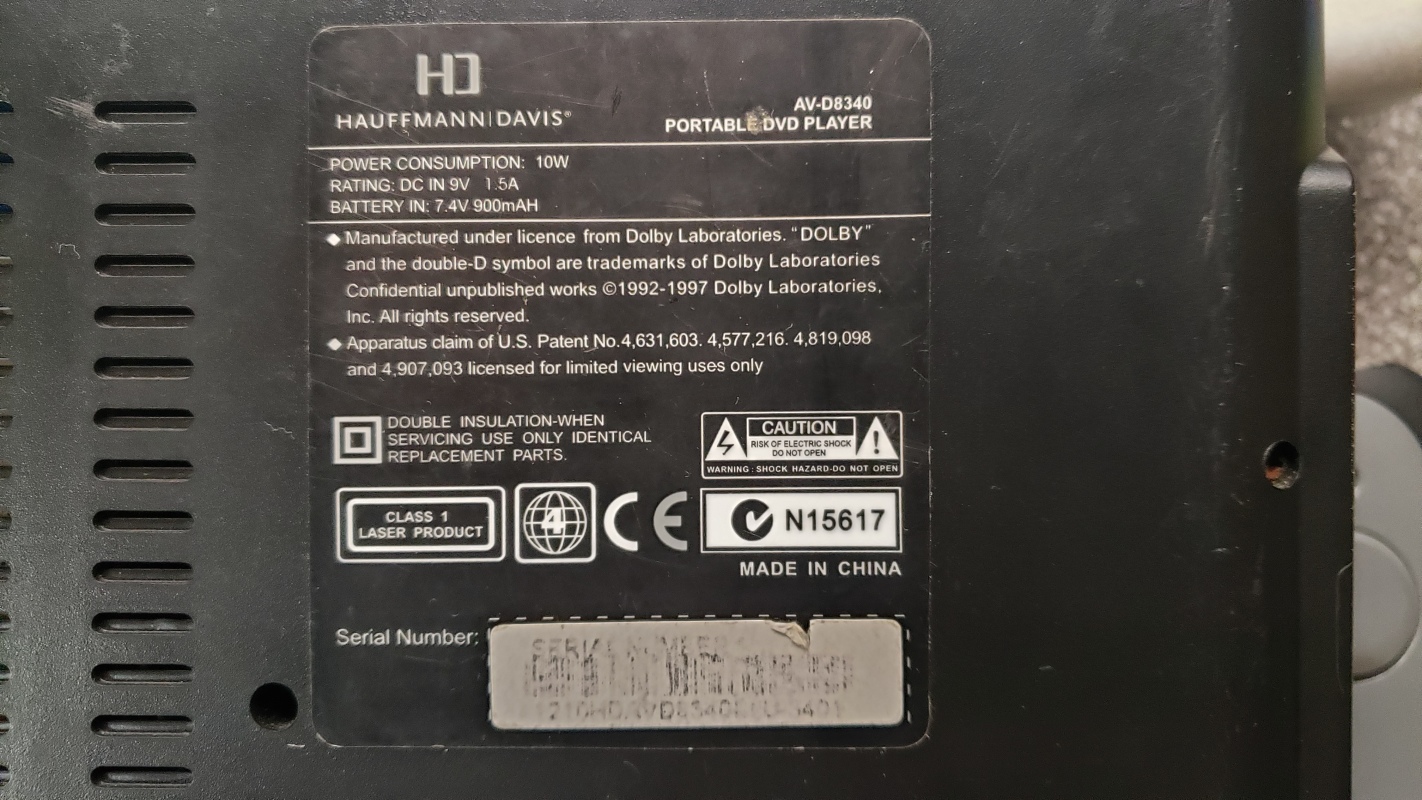 HD
HAUFFMANN|DAVIS®
AV-D8340
PORTABLE DVD PLAYER
POWER CONSUMPTION: 10W
RATING: DC IN 9V 1.5A
BATTERY IN: 7.4V 900mAH
◆ Manufactured under licence from Dolby Laboratories. "DOLBY"
and the double-D symbol are trademarks of Dolby Laboratories
Confidential unpublished works ©1992-1997 Dolby Laboratories,
Inc. All rights reserved.
◆ Apparatus claim of U.S. Patent No.4,631,603. 4,577,216. 4,819,098
and 4,907,093 licensed for limited viewing uses only
DOUBLE INSULATION-WHEN
SERVICING USE ONLY IDENTICAL
REPLACEMENT PARTS.
CAUTION
RISK OF ELECTRIC SHOCK
DO NOT OPEN
WARNING : SHOCK HAZARD-DO NOT OPEN
CLASS 1
LASER PRODUCT
4
CE
N15617
MADE IN CHINA
Serial Number: